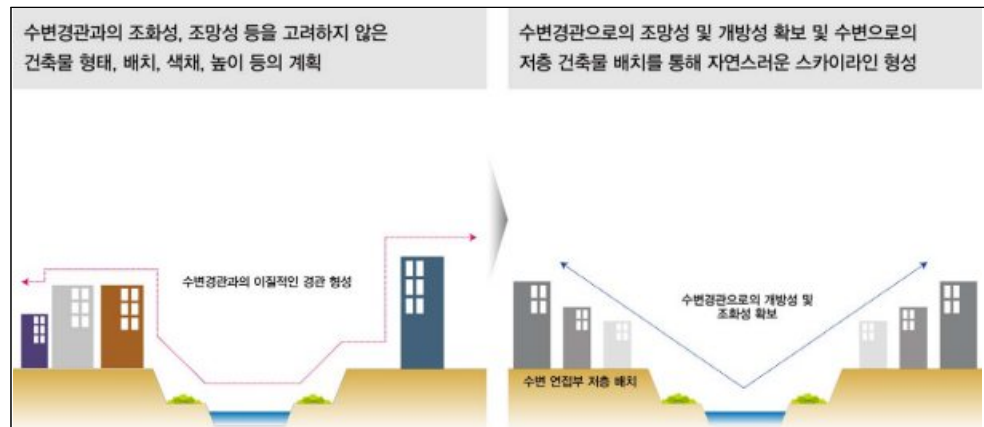 수변경관과의 조화성, 조망성 등을 고려하지 않은
건축물 형태, 배치, 색채, 높이 등의 계획
수변경관으로의 조망성 및 개방성 확보 및 수변으로의
저층 건축물 배치를 통해 자연스러운 스카이라인 형성
수변경관과의 이질적인 경관 형성
수변경관으로의 개방성 및
조화성 확보
수변 연접부 저층 배치